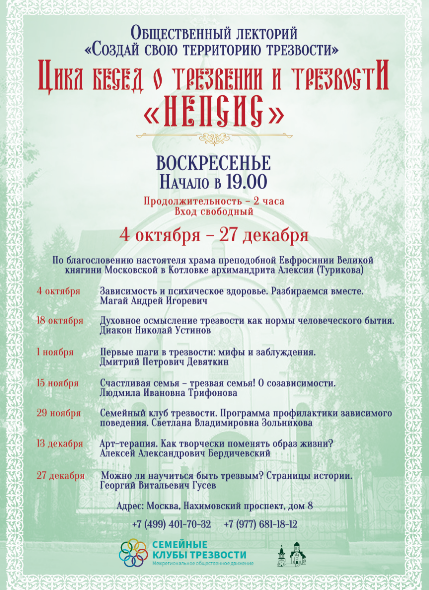 Общественный лекторий
«Создай свою территорию трезвости»
Цикл бесед о трезвении и трезвости
«НЕПСИС»
ВОСКРЕСЕНЬЕ
Начало в 19.00
Продолжительность – 2 часа
Вход свободный
4 октября – 27 декабря
По благословению настоятеля храма преподобной Евфросинии Великой
княгини Московской в Котловке архимандрита Алексия (Турикова)
4 октября Зависимость и психическое здоровье. Разбираемся вместе.
Магай Андрей Игоревич
18 октября Духовное осмысление трезвости как нормы человеческого бытия.
Диакон Николай Устинов
1 ноября Первые шаги в трезвости: мифы и заблуждения.
Дмитрий Петрович Девяткин
15 ноября Счастливая семья – трезвая семья! О созависимости.
Людмила Ивановна Трифонова
29 ноября Семейный клуб трезвости. Программа профилактики зависимого
поведения. Светлана Владимировна Зольникова
13 декабря Арт-терапия. Как творчески поменять образ жизни?
Алексей Александрович Бердичевский
27 декабря Можно ли научиться быть трезвым? Страницы истории.
Георгий Витальевич Гусев
Адрес: Москва, Нахимовский проспект, дом 8
+7 (499) 401-70-32 +7 (977) 681-18-12
СЕМЕЙНЫЕ
КЛУБЫ ТРЕЗВОСТИ
Межрегиональное общественное движение